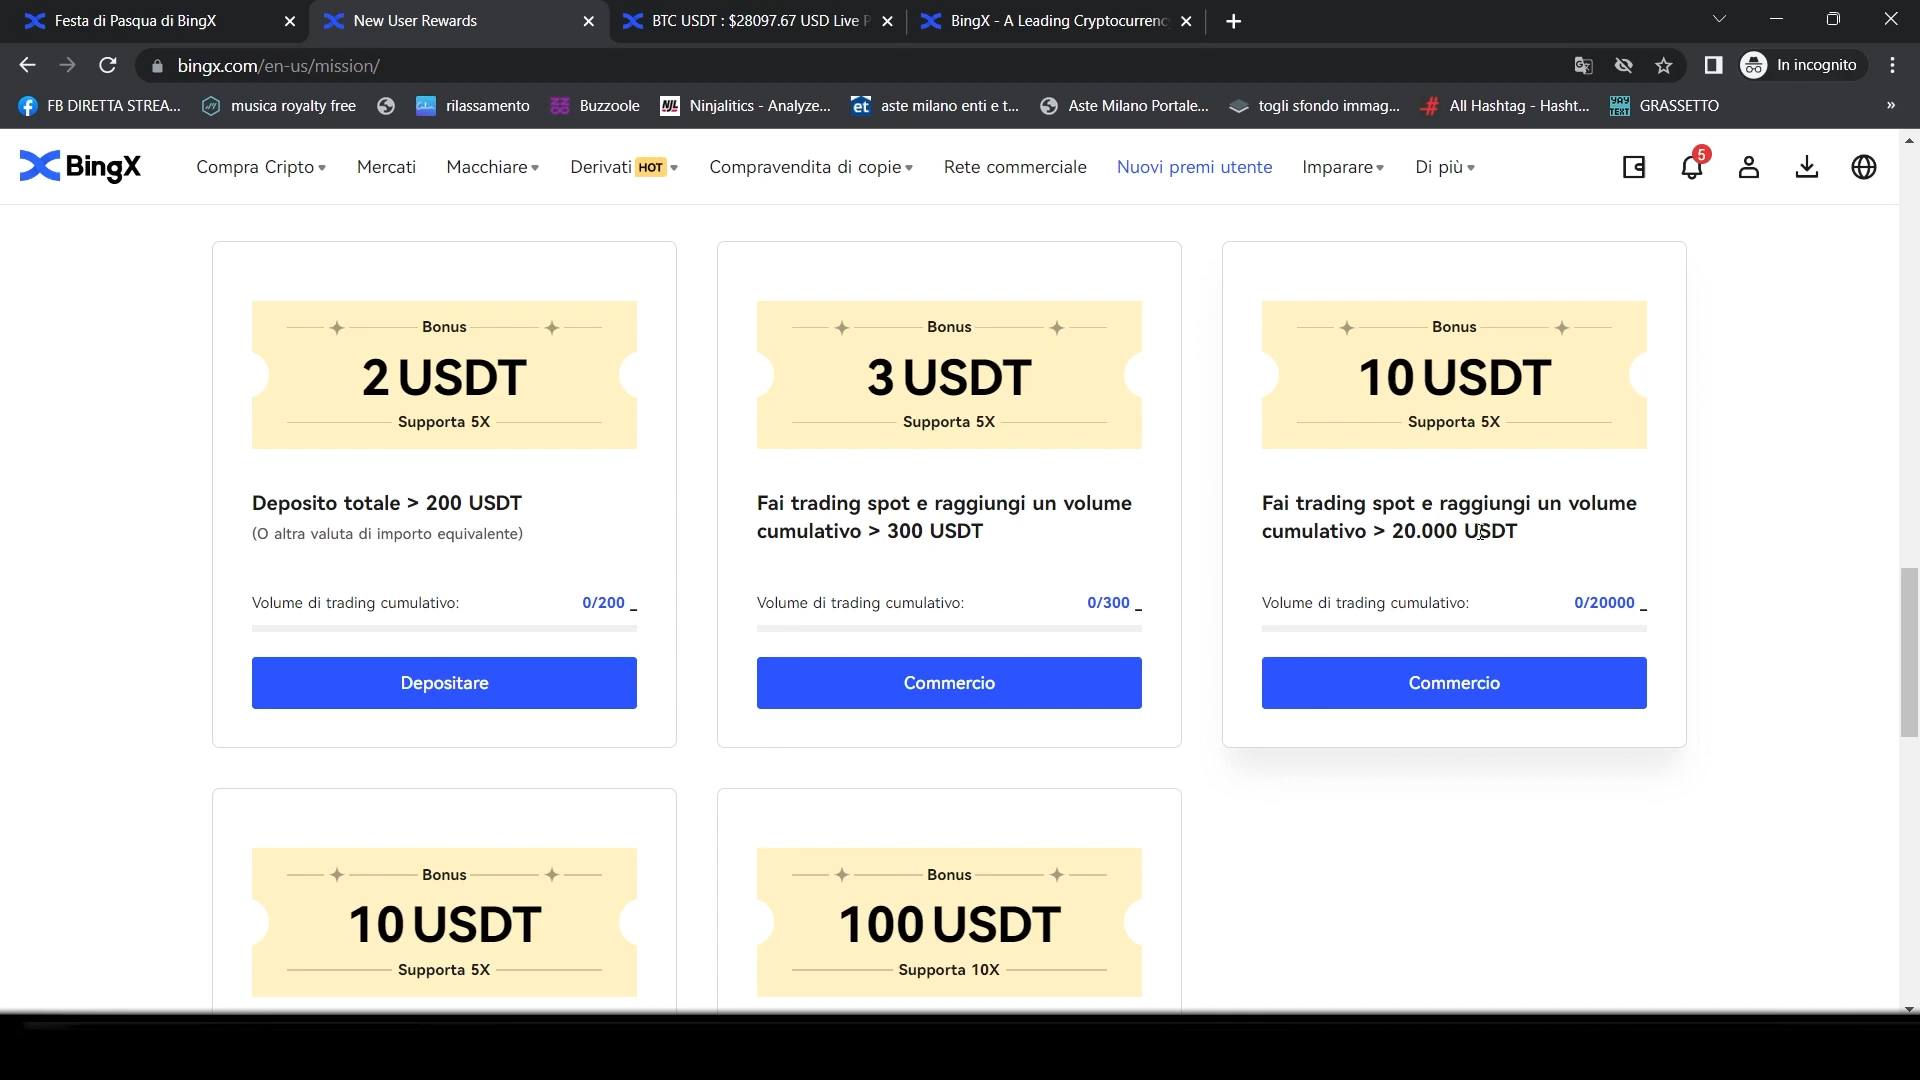 Festa di Pasqua di BingX
New User Rewards
BTC USDT : $28097.67 USD Live
BingX - A Leading Cryptocurrenc
bingx.com/en-us/mission/
In incognito
FB DIRETTA STREA...
musica royalty free
rilassamento
Buzzoole
NJL
Ninjalitics - Analyze...
et
aste milano enti e t...
Aste Milano Portale...
togli sfondo immag...
All Hashtag - Hasht...
YAY
TEXT
GRASSETTO
»
BingX
Compra Cripto
Mercati
Macchiare
Derivati HOT
Compravendita di copie
Rete commerciale
Nuovi premi utente
Imparare
Di più
5
Bonus
2 USDT
Supporta 5X
Deposito totale > 200 USDT
(O altra valuta di importo equivalente)
Volume di trading cumulativo: 0/200 _
Depositare
Bonus
3 USDT
Supporta 5X
Fai trading spot e raggiungi un volume
cumulativo > 300 USDT
Volume di trading cumulativo: 0/300 _
Commercio
Bonus
10 USDT
Supporta 5X
Fai trading spot e raggiungi un volume
cumulativo > 20.000 USDT
Volume di trading cumulativo: 0/20000 _
Commercio
Bonus
10 USDT
Supporta 5X
Bonus
100 USDT
Supporta 10X